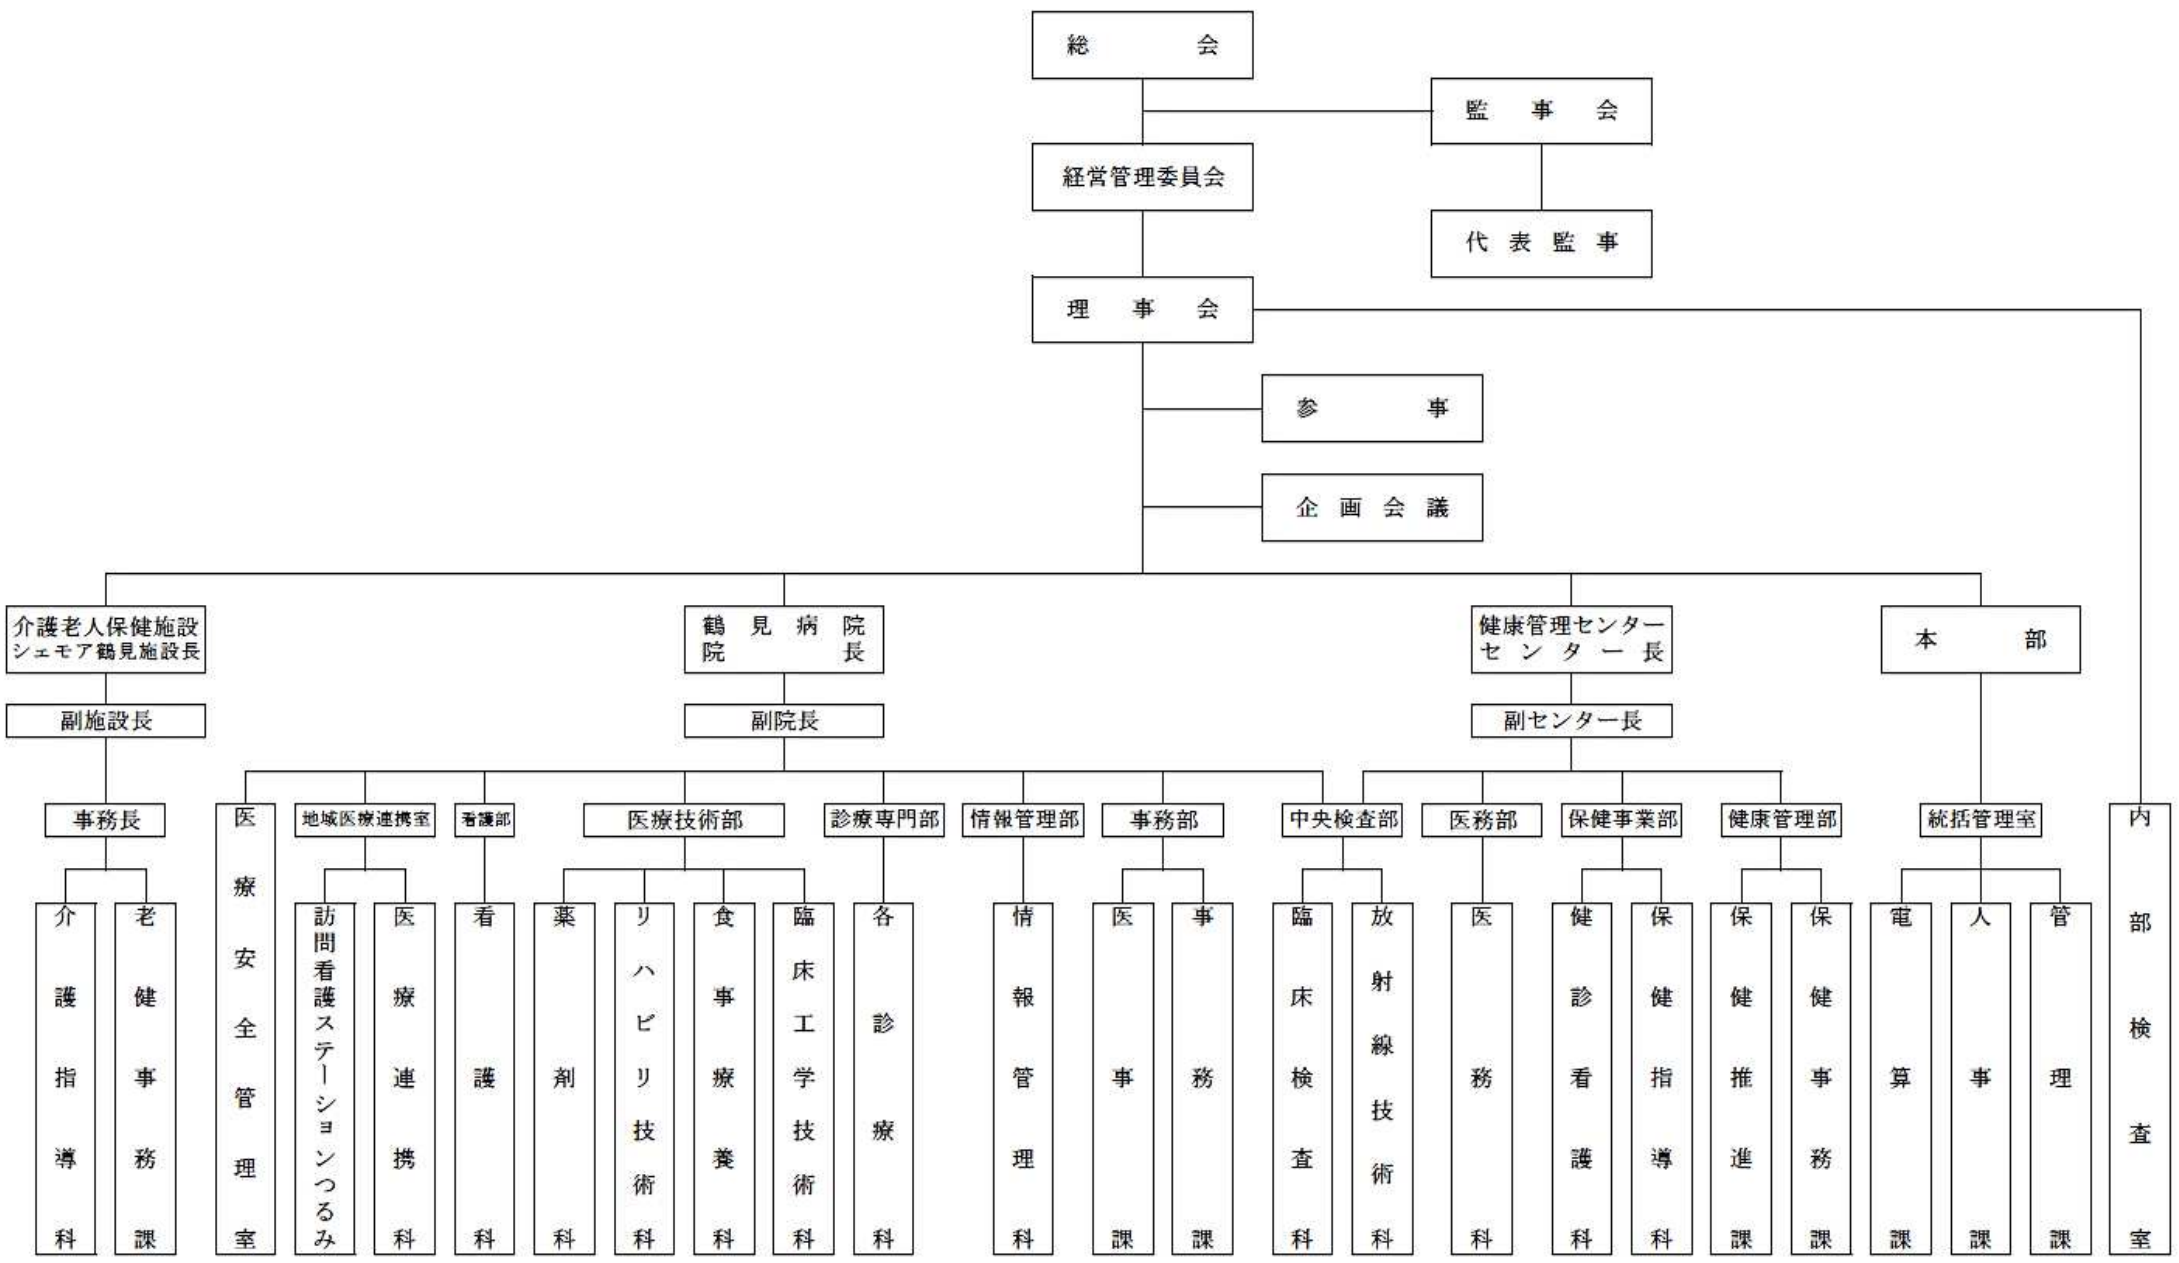 総会
監事会
経営管理委員会
代表監事
理事会
参事
企画会議
介護老人保健施設
シェモア鶴見施設長
鶴見病院
院長
健康管理センター
センター長
本部
副施設長
副院長
副センター長
事務長
医療安全管理室
地域医療連携室
看護部
医療技術部
診療専門部
情報管理部
事務部
中央検査部
医務部
保健事業部
健康管理部
統括管理室
内部検査室
介護指導科
老健事務課
訪問看護ステーションつるみ
医療連携科
看護科
薬剤科
リハビリ技術科
食事療養科
臨床工学技術科
各診療科
情報管理科
医事課
事務課
臨床検査科
放射線技術科
医務科
健診看護科
保健指導科
保健推進課
保健事務課
電算課
人事課
管理課